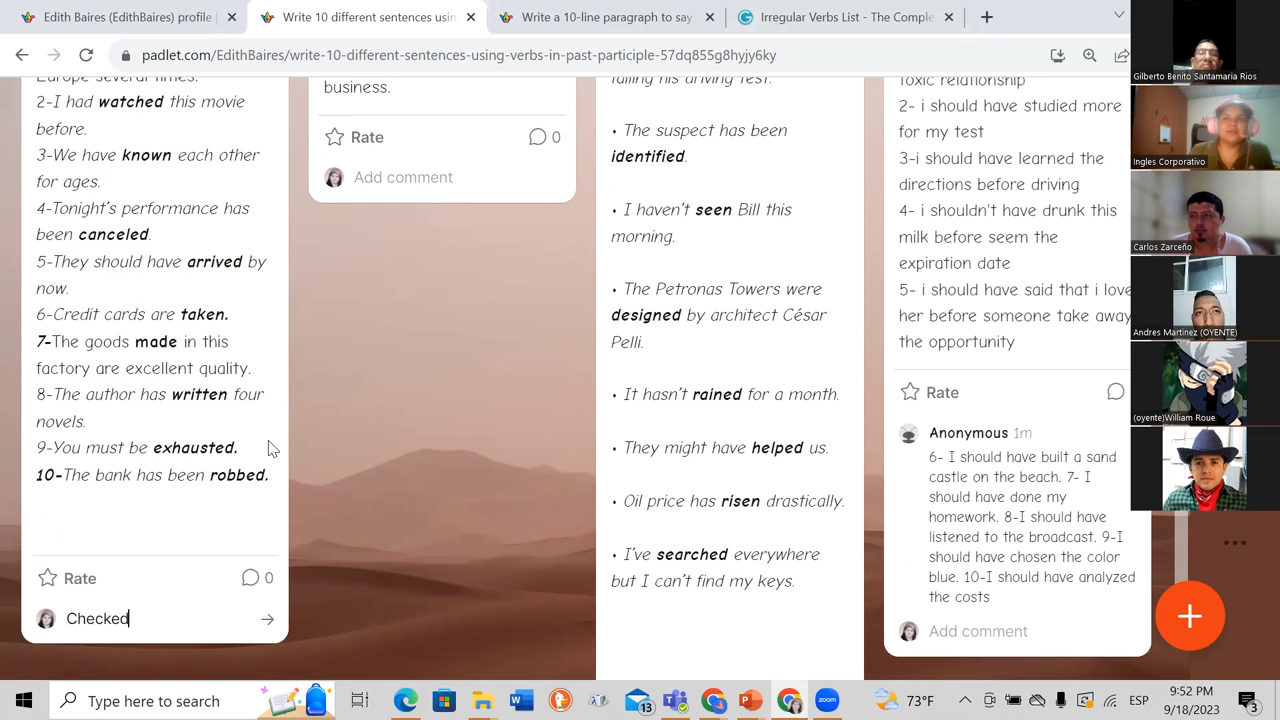 Edith Baires (EdithBaires) profile |
Write 10 different sentences usin
Write a 10-line paragraph to say
Irregular Verbs List - The Comple
padlet.com/EdithBaires/write-10-different-sentences-using-verbs-in-past-participle-57dq855g8hyjy6ky
Europe several times.
2-I had watched this movie
before.
3-We have known each other
for ages.
4-Tonight's performance has
been canceled.
5-They should have arrived by
now.
6-Credit cards are taken.
7-The goods made in this
factory are excellent quality.
8-The author has written four
novels.
9-You must be exhausted.
10-The bank has been robbed.
Rate
0
Checked
business.
Rate
0
Add comment
failing his driving test.
• The suspect has been
identified.
• I haven't seen Bill this
morning.
• The Petronas Towers were
designed by architect César
Pelli.
• It hasn't rained for a month.
• They might have helped us.
• Oil price has risen drastically.
• I've searched everywhere
but I can't find my keys.
Toxic relationship
2- i should have studied more
for my test
3-i should have learned the
directions before driving
4- i shouldn't have drunk this
milk before seem the
expiration date
5- i should have said that i love
her before someone take away
the opportunity
Rate
Anonymous 1m
6- I should have built a sand
castle on the beach. 7- I
should have done my
homework. 8-I should have
listened to the broadcast. 9-I
should have chosen the color
blue. 10-I should have analyzed
the costs
Add comment
Gilberto Benito Santamaria Rios
Ingles Corporativo
Carlos Zarceño
Andres Martinez (OYENTE)
(oyente)William Roue
Type here to search
13
73°F
ESP
9:52 PM
9/18/2023
3